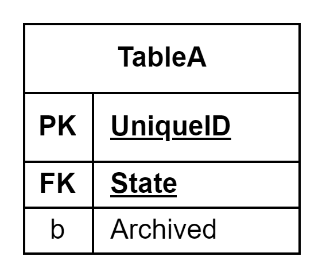 TableA
PK UniqueID
FK State
b Archived